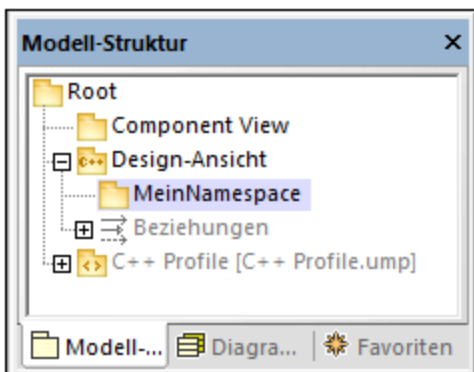 Modell-Struktur
Root
Component View
Design-Ansicht
MeinNamespace
Beziehungen
C++ Profile [C++ Profile.ump]
Modell-... Diagra... Favoriten